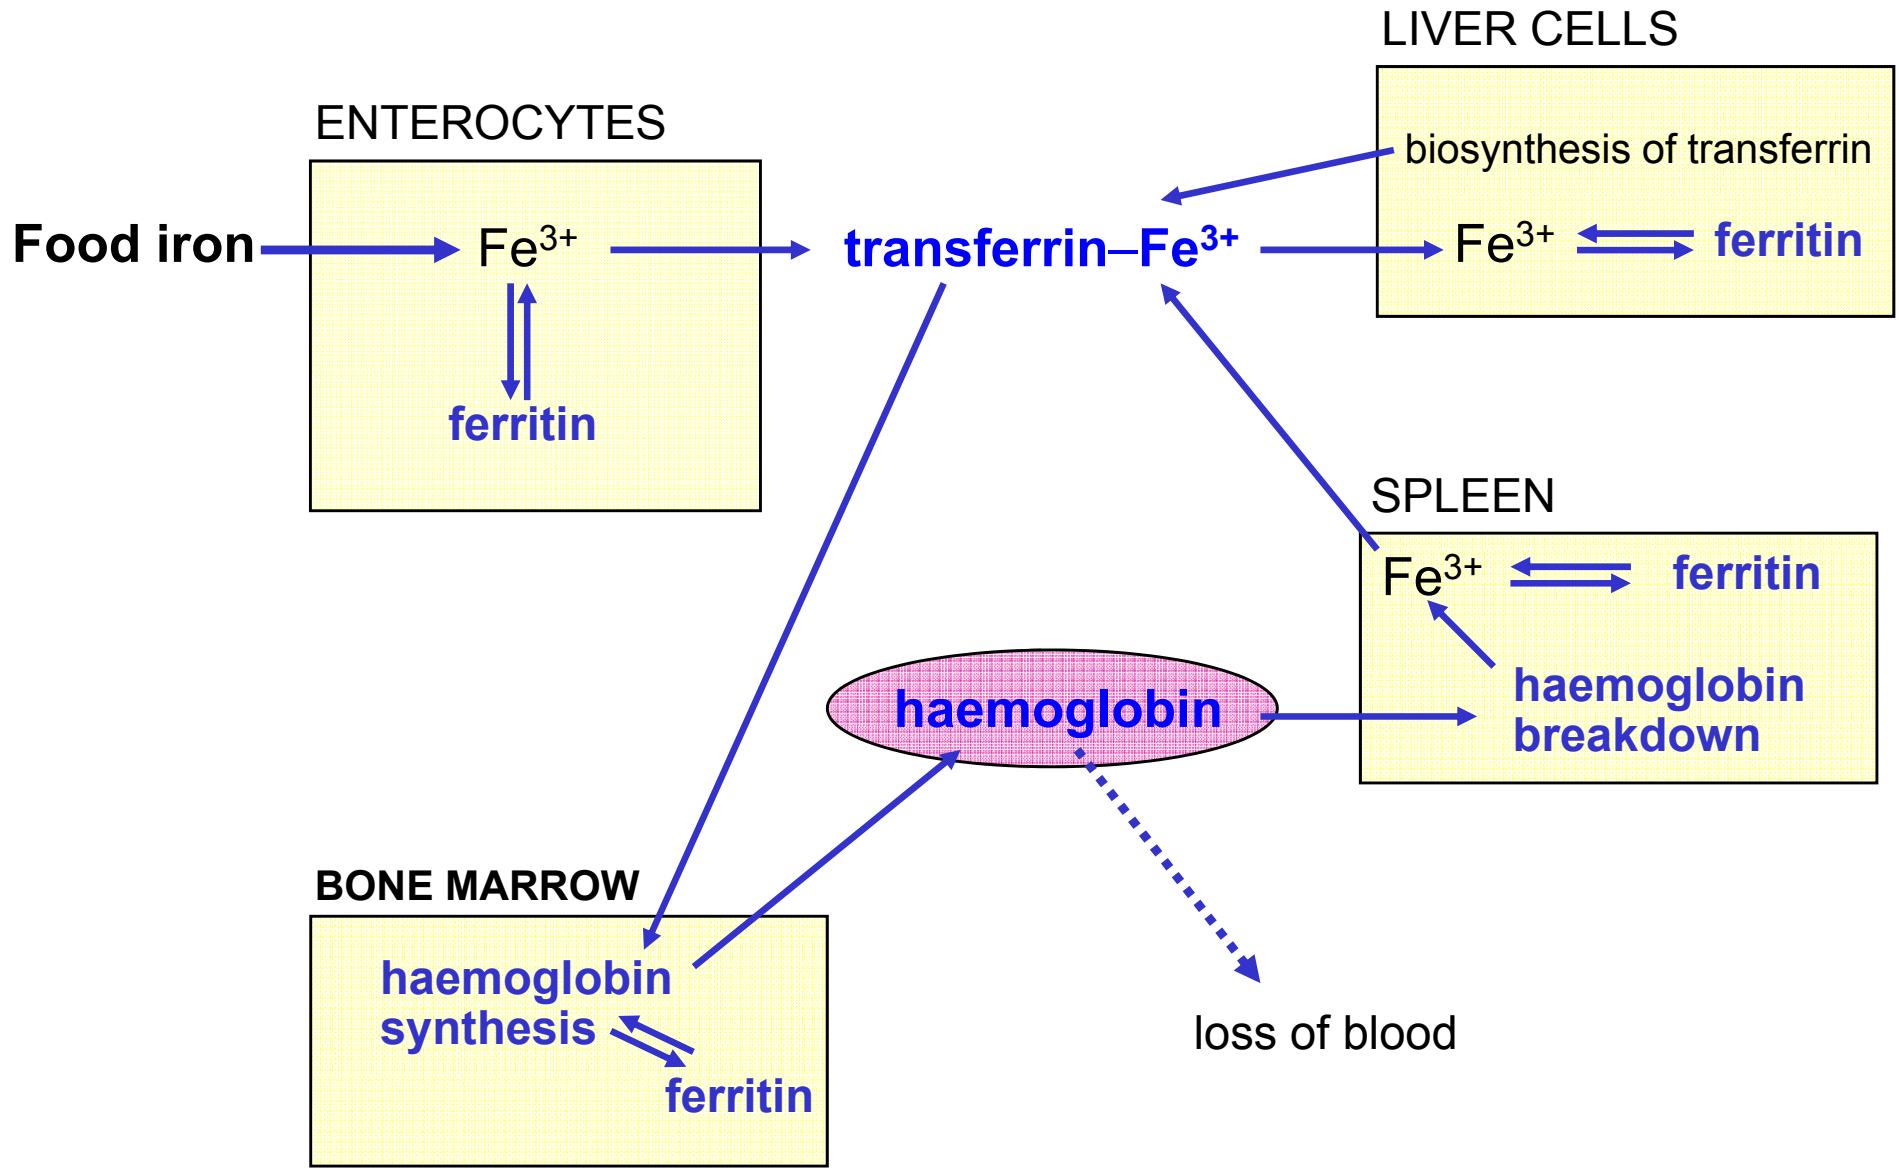 LIVER CELLS
ENTEROCYTES
biosynthesis of transferrin
Food iron
Fe³⁺
transferrin–Fe³⁺
Fe³⁺
ferritin
ferritin
SPLEEN
Fe³⁺
ferritin
haemoglobin
breakdown
haemoglobin
BONE MARROW
haemoglobin
synthesis
ferritin
loss of blood